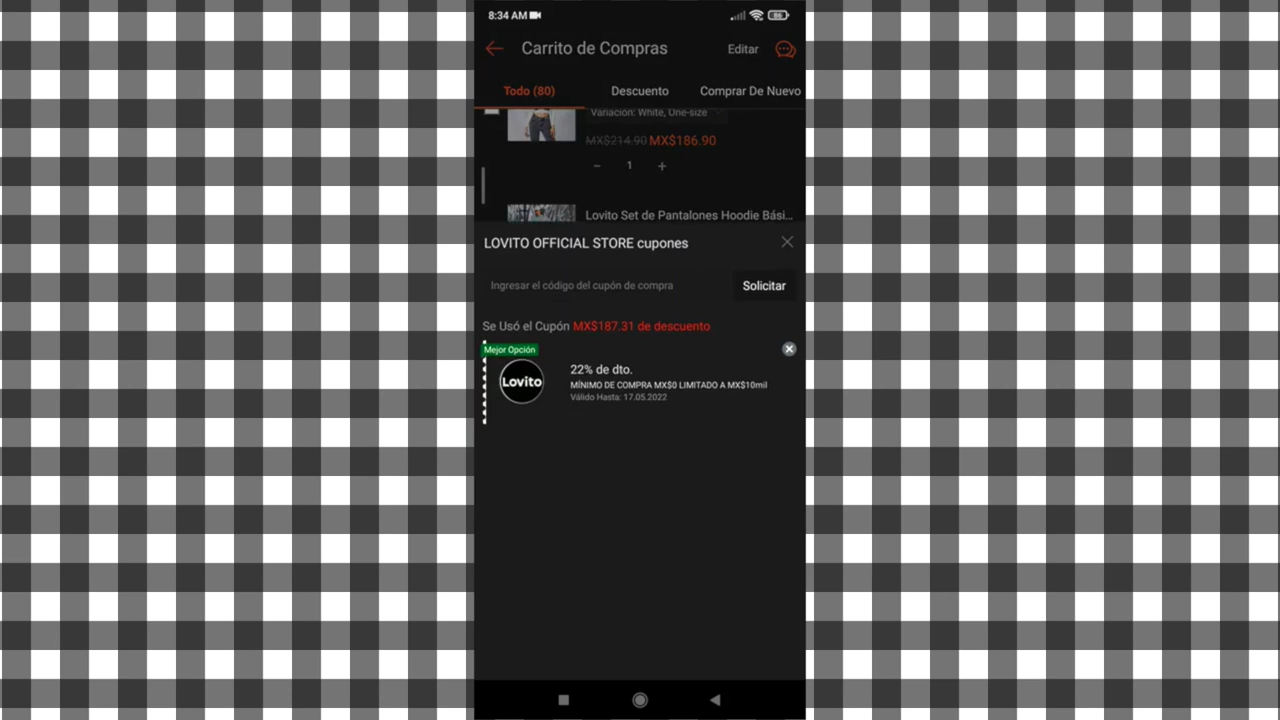 8:34 AM
86
Carrito de Compras
Editar
Todo (80)
Descuento
Comprar De Nuevo
Variación: White, One-size
MX$214.90 MX$186.90
− 1 +
Lovito Set de Pantalones Hoodie Bási...
LOVITO OFFICIAL STORE cupones
Ingresar el código del cupón de compra
Solicitar
Se Usó el Cupón MX$187.31 de descuento
Mejor Opción
Lovito
22% de dto.
MÍNIMO DE COMPRA MX$0 LIMITADO A MX$10mil
Válido Hasta: 17.05.2022